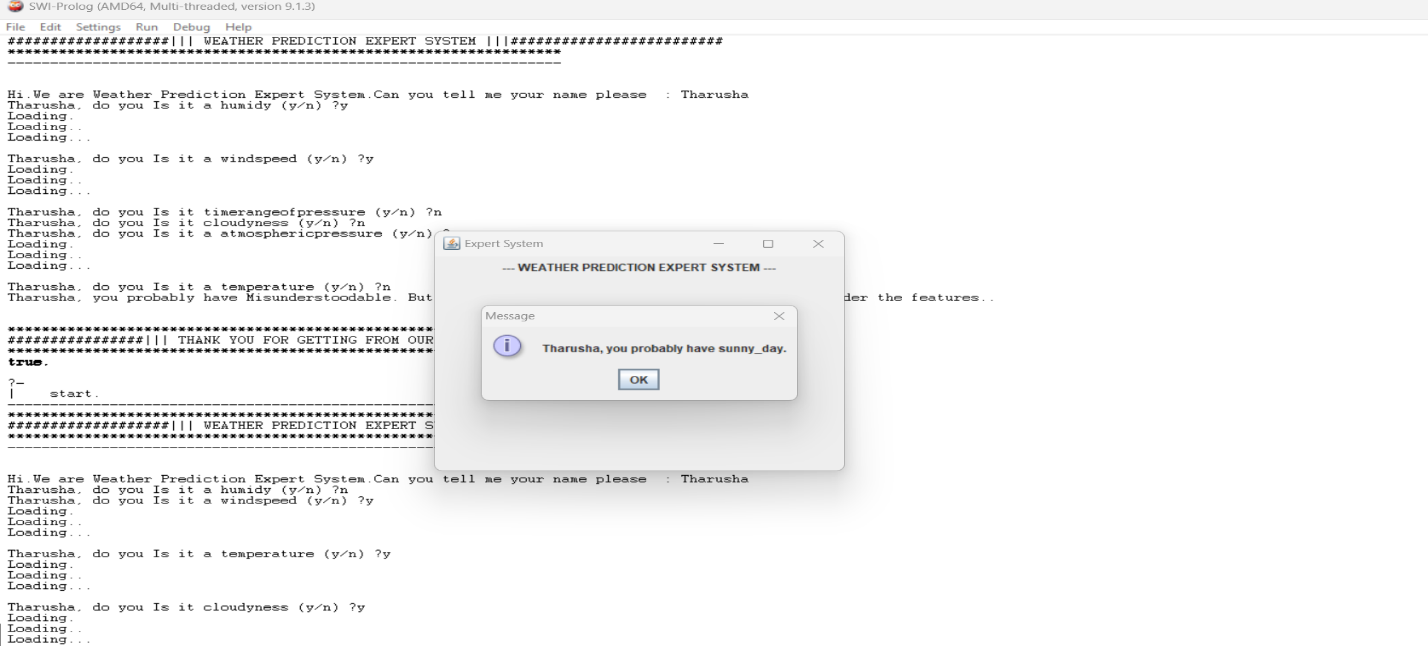 SWI-Prolog (AMD64, Multi-threaded, version 9.1.3)
File Edit Settings Run Debug Help
###################||| WEATHER PREDICTION EXPERT SYSTEM |||#########################
*****************************************************************
-----------------------------------------------------------------
Hi.We are Weather Prediction Expert System.Can you tell me your name please : Tharusha
Tharusha, do you Is it a humidy (y/n) ?y
Loading.
Loading..
Loading...
Tharusha, do you Is it a windspeed (y/n) ?y
Loading.
Loading..
Loading...
Tharusha, do you Is it timerangeofpressure (y/n) ?n
Tharusha, do you Is it cloudyness (y/n) ?n
Tharusha, do you Is it a atmosphericpressure (y/n)
Loading.
Loading..
Loading...
Tharusha, do you Is it a temperature (y/n) ?n
Tharusha, you probably have Misunderstoodable. But der the features..
***************************************************
################||| THANK YOU FOR GETTING FROM OUR
***************************************************
true.
?-
| start.
---------------------------------------------------
***************************************************
###################||| WEATHER PREDICTION EXPERT S
***************************************************
---------------------------------------------------
Hi.We are Weather Prediction Expert System.Can you tell me your name please : Tharusha
Tharusha, do you Is it a humidy (y/n) ?n
Tharusha, do you Is it a windspeed (y/n) ?y
Loading.
Loading..
Loading...
Tharusha, do you Is it a temperature (y/n) ?y
Loading.
Loading..
Loading...
Tharusha, do you Is it cloudyness (y/n) ?y
Loading.
Loading..
Loading...
Expert System
--- WEATHER PREDICTION EXPERT SYSTEM ---
Message
Tharusha, you probably have sunny_day.
OK